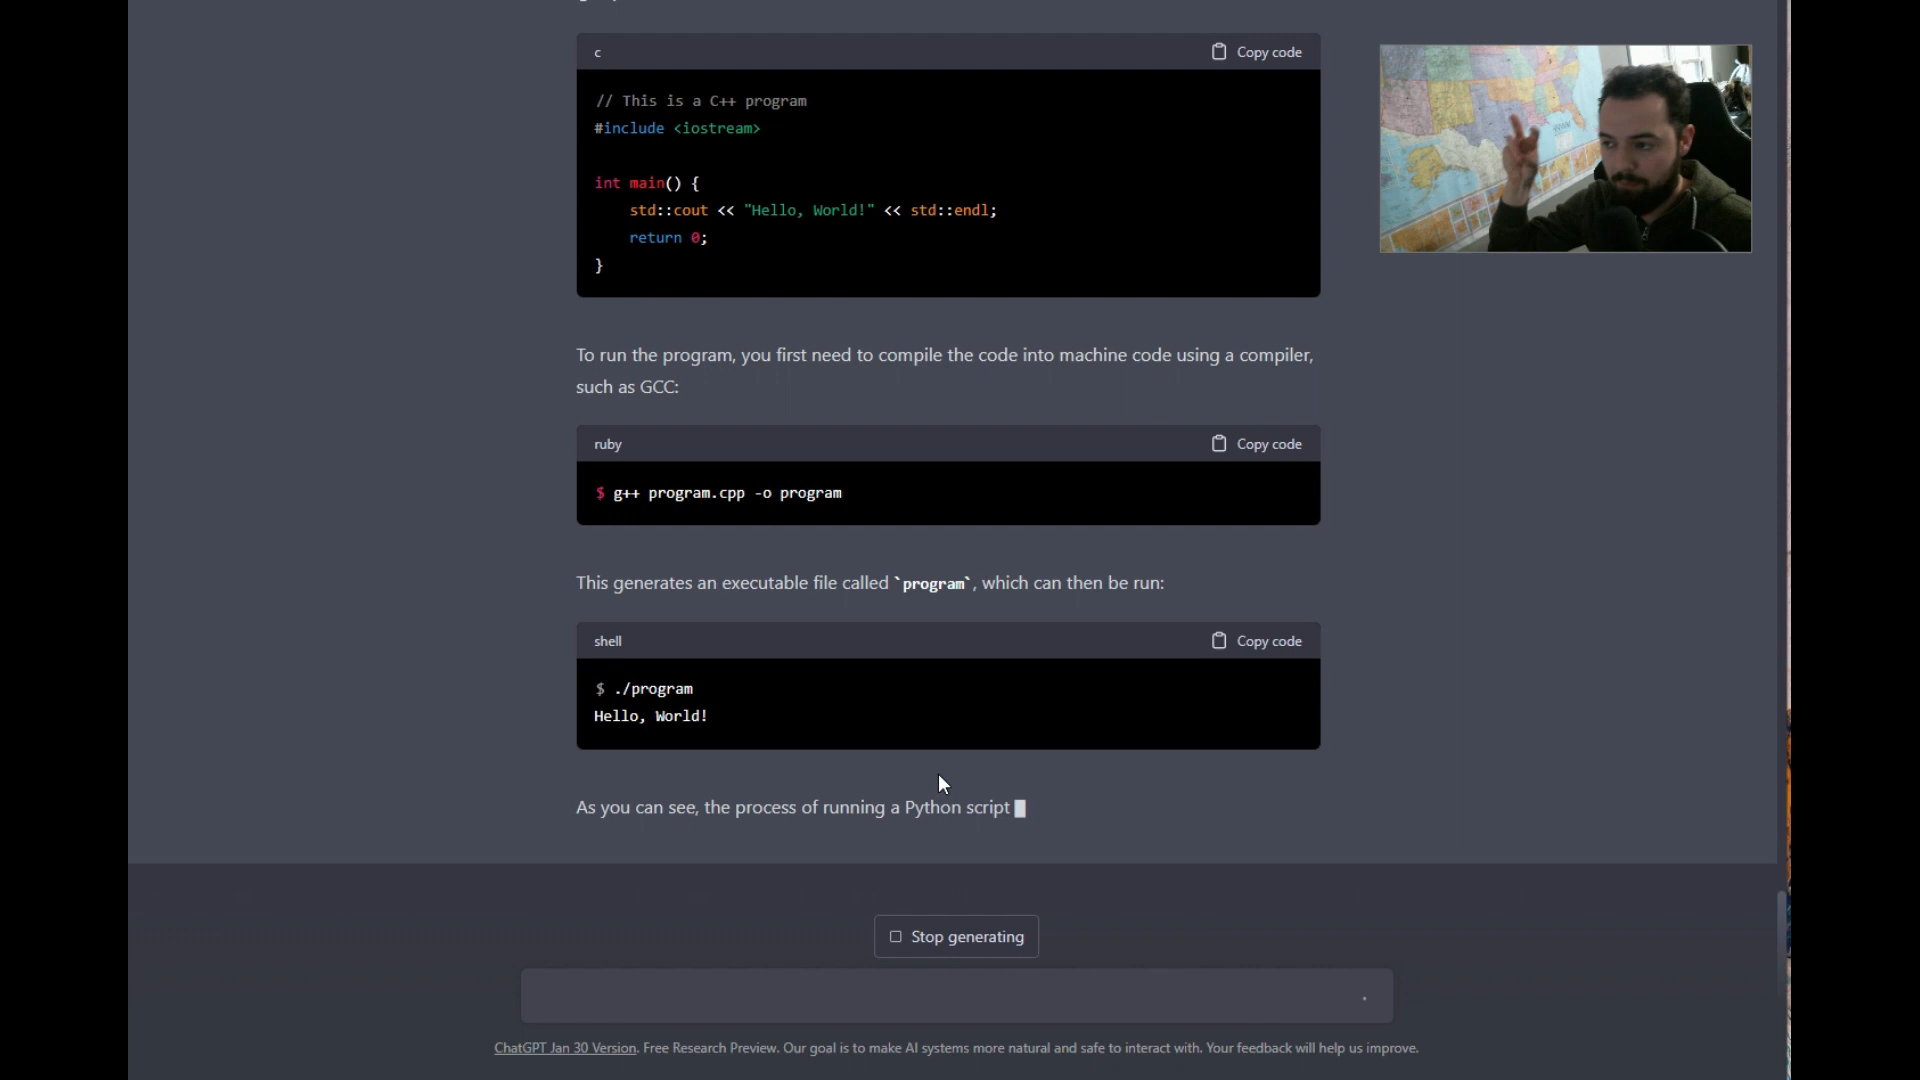 c
Copy code
// This is a C++ program
#include <iostream>
int main() {
std::cout << "Hello, World!" << std::endl;
return 0;
}
To run the program, you first need to compile the code into machine code using a compiler,
such as GCC:
ruby
Copy code
$ g++ program.cpp -o program
This generates an executable file called `program`, which can then be run:
shell
Copy code
$ ./program
Hello, World!
As you can see, the process of running a Python script
Stop generating
ChatGPT Jan 30 Version. Free Research Preview. Our goal is to make AI systems more natural and safe to interact with. Your feedback will help us improve.